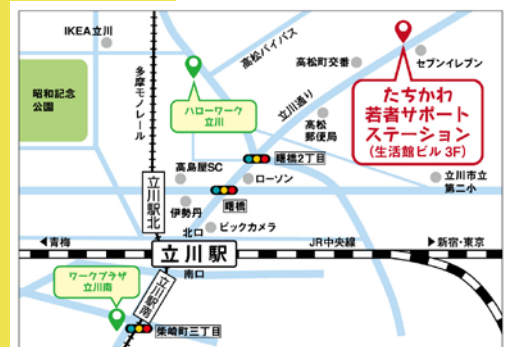 IKEA立川
高松バイパス
高松町交番
セブンイレブン
多摩モノレール
昭和記念
公園
ハローワーク
立川
立川通り
高松
郵便局
たちかわ
若者サポート
ステーション
(生活館ビル 3F)
曙橋2丁目
高島屋SC
ローソン
立川市立
第二小
曙橋
伊勢丹
立川駅北
北口
ビックカメラ
◀青梅
立川駅
JR中央線
▶新宿・東京
南口
ワークプラザ
立川南
立川駅南
柴崎町三丁目